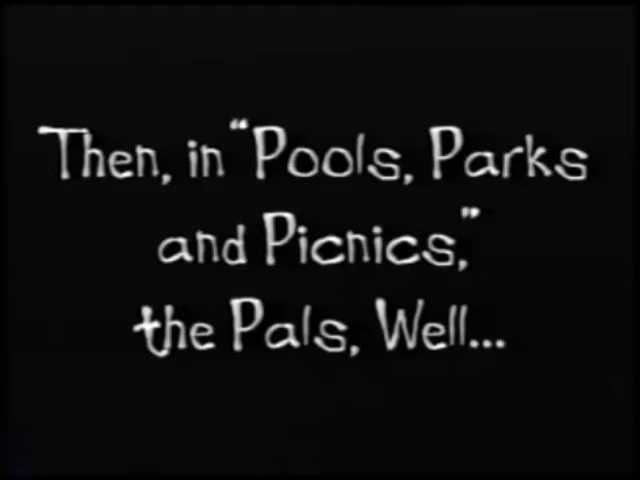 Then, in "Pools, Parks
and Picnics,"
the Pals, Well...